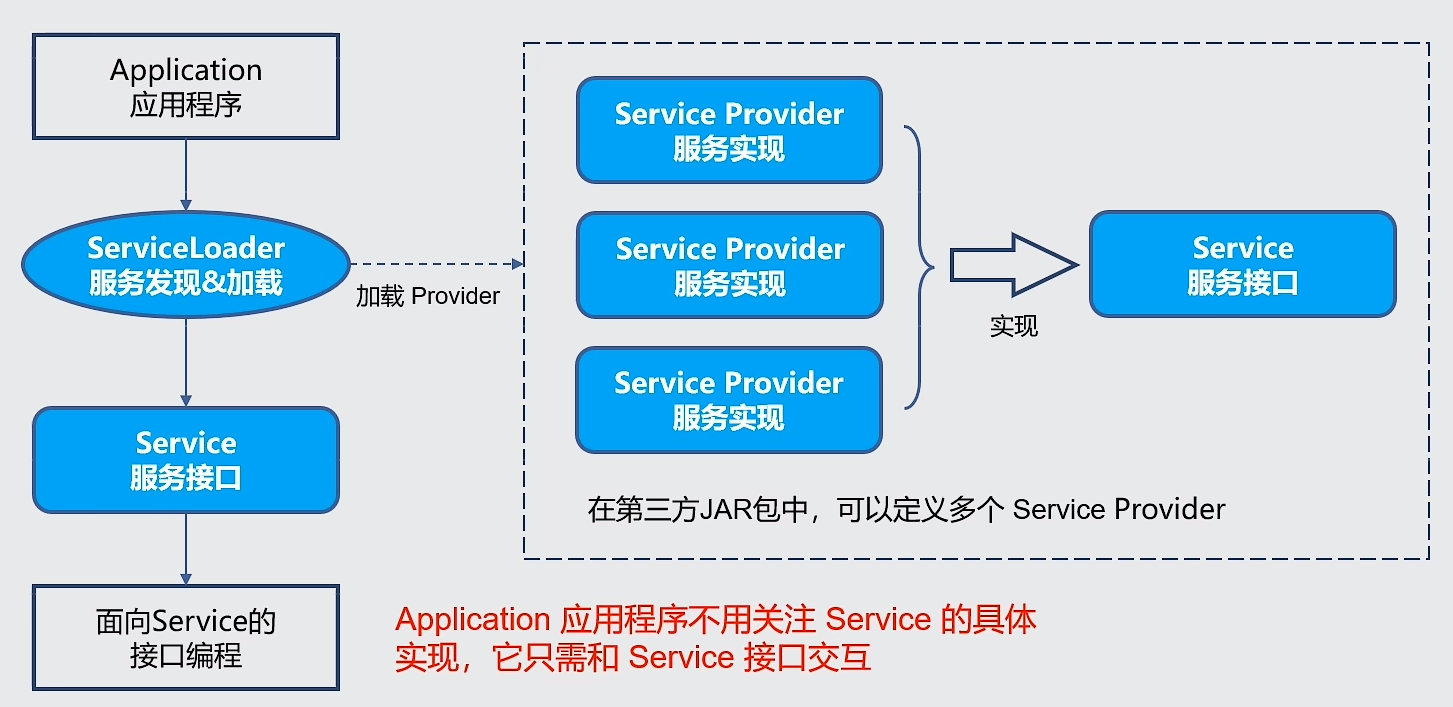 Application
应用程序
ServiceLoader
服务发现&加载
加载 Provider
Service
服务接口
面向Service的
接口编程
Service Provider
服务实现
Service Provider
服务实现
Service Provider
服务实现
实现
Service
服务接口
在第三方JAR包中，可以定义多个 Service Provider
Application 应用程序不用关注 Service 的具体
实现，它只需和 Service 接口交互